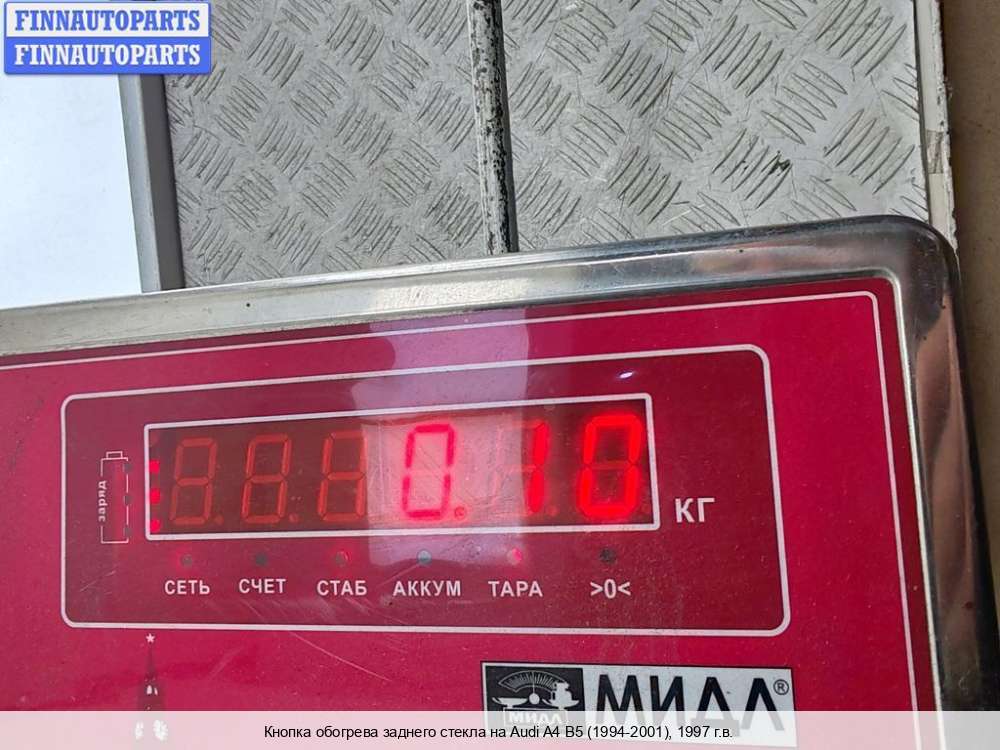 FINNAUTOPARTS
FINNAUTOPARTS
заряд
0.10
КГ
СЕТЬ СЧЕТ СТАБ АККУМ ТАРА >0<
МИДЛ
МИДЛ®
Кнопка обогрева заднего стекла на Audi A4 B5 (1994-2001), 1997 г.в.